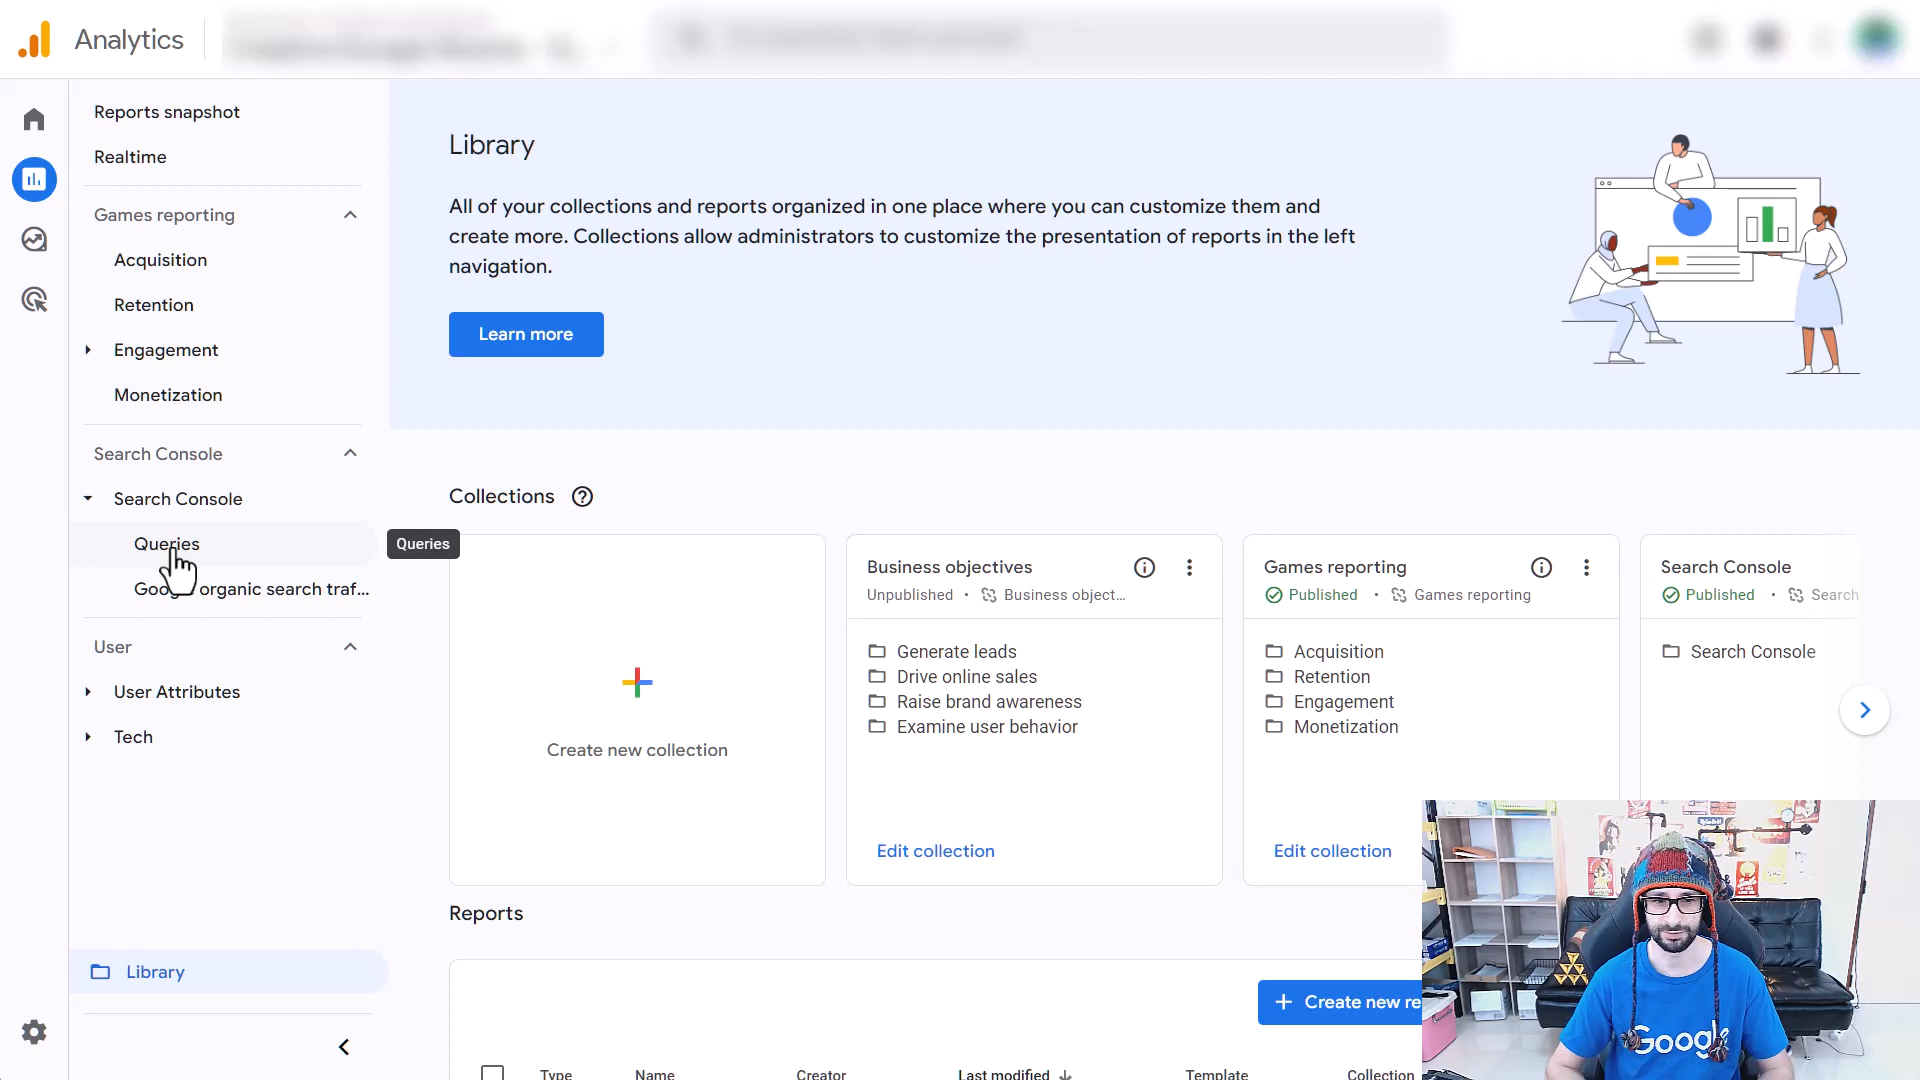 Analytics
Reports snapshot
Realtime
Games reporting
Acquisition
Retention
Engagement
Monetization
Search Console
Search Console
Queries
Queries
organic search traf...
User
User Attributes
Tech
Library
Library
All of your collections and reports organized in one place where you can customize them and
create more. Collections allow administrators to customize the presentation of reports in the left
navigation.
Learn more
Collections
Create new collection
Business objectives
Unpublished • Business object...
Generate leads
Drive online sales
Raise brand awareness
Examine user behavior
Edit collection
Games reporting
Published • Games reporting
Acquisition
Retention
Engagement
Monetization
Edit collection
Search Console
Published • Search
Search Console
Reports
+ Create new re
Type Name Creator Last modified Template Collection
Google